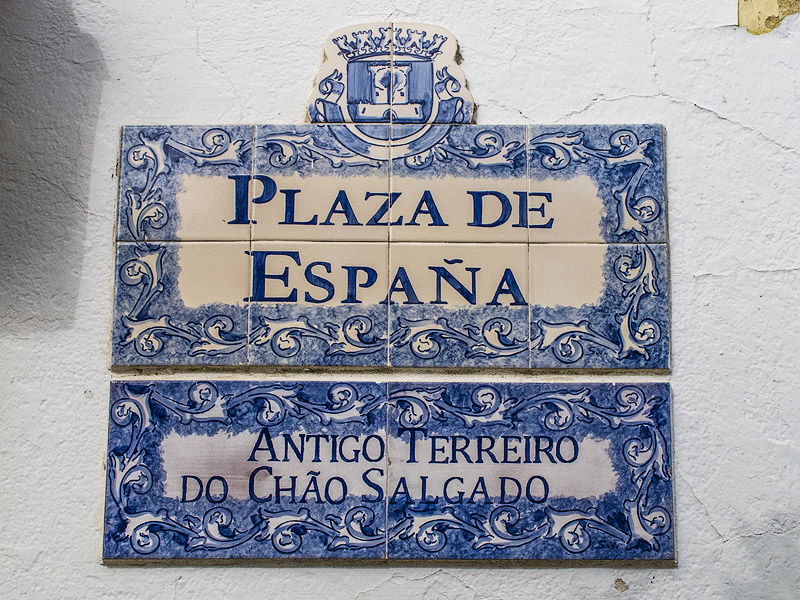 PLAZA DE
ESPAÑA
ANTIGO TERREIRO
DO CHÃO SALGADO